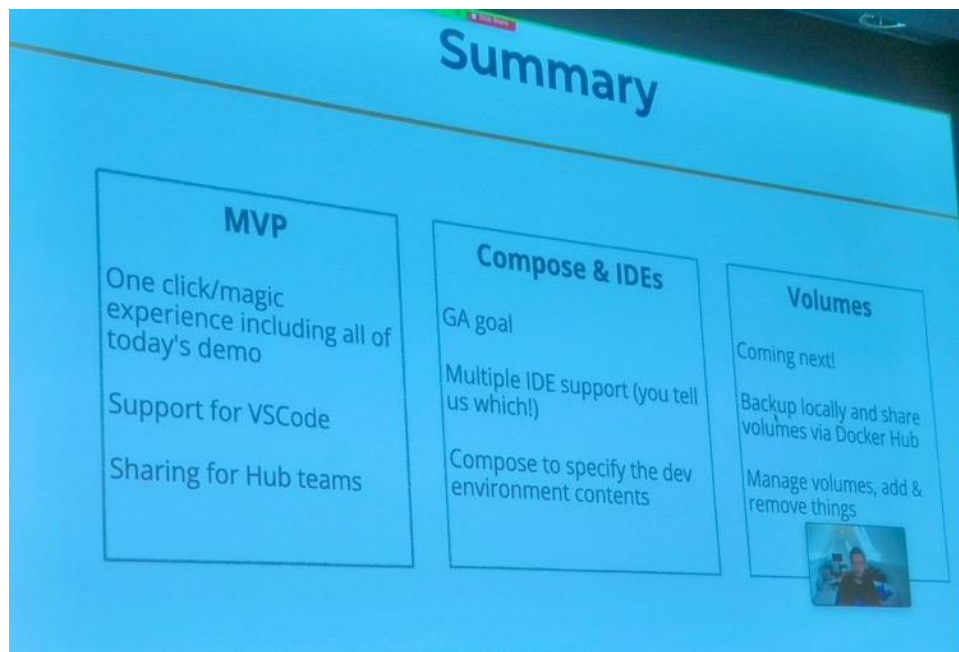 Summary
MVP
One click/magic
experience including all of
today's demo
Support for VSCode
Sharing for Hub teams
Compose & IDEs
GA goal
Multiple IDE support (you tell
us which!)
Compose to specify the dev
environment contents
Volumes
Coming next!
Backup locally and share
volumes via Docker Hub
Manage volumes, add &
remove things